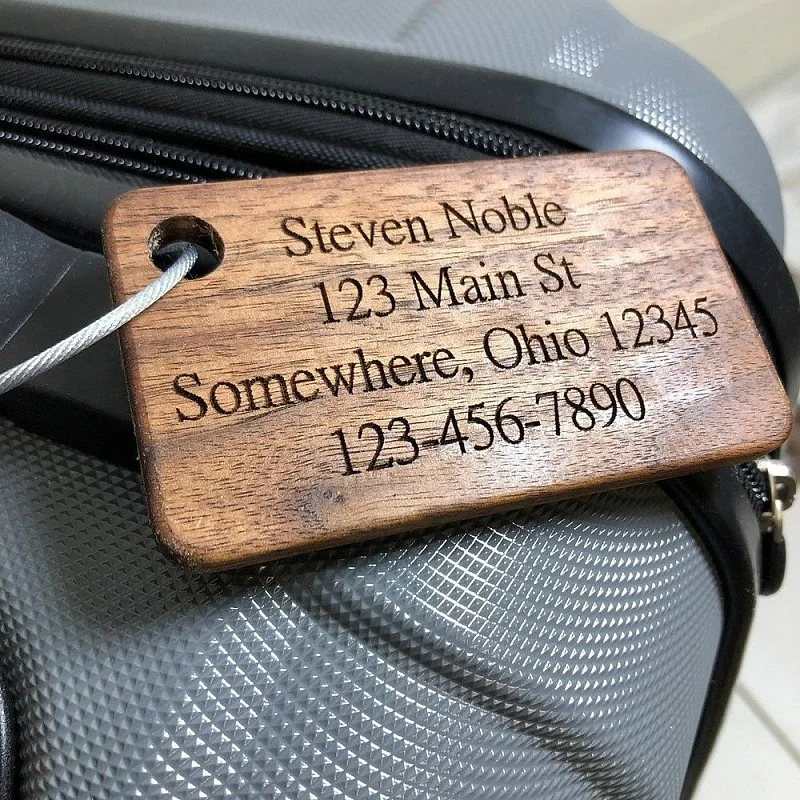 Steven Noble
123 Main St
Somewhere, Ohio 12345
123-456-7890